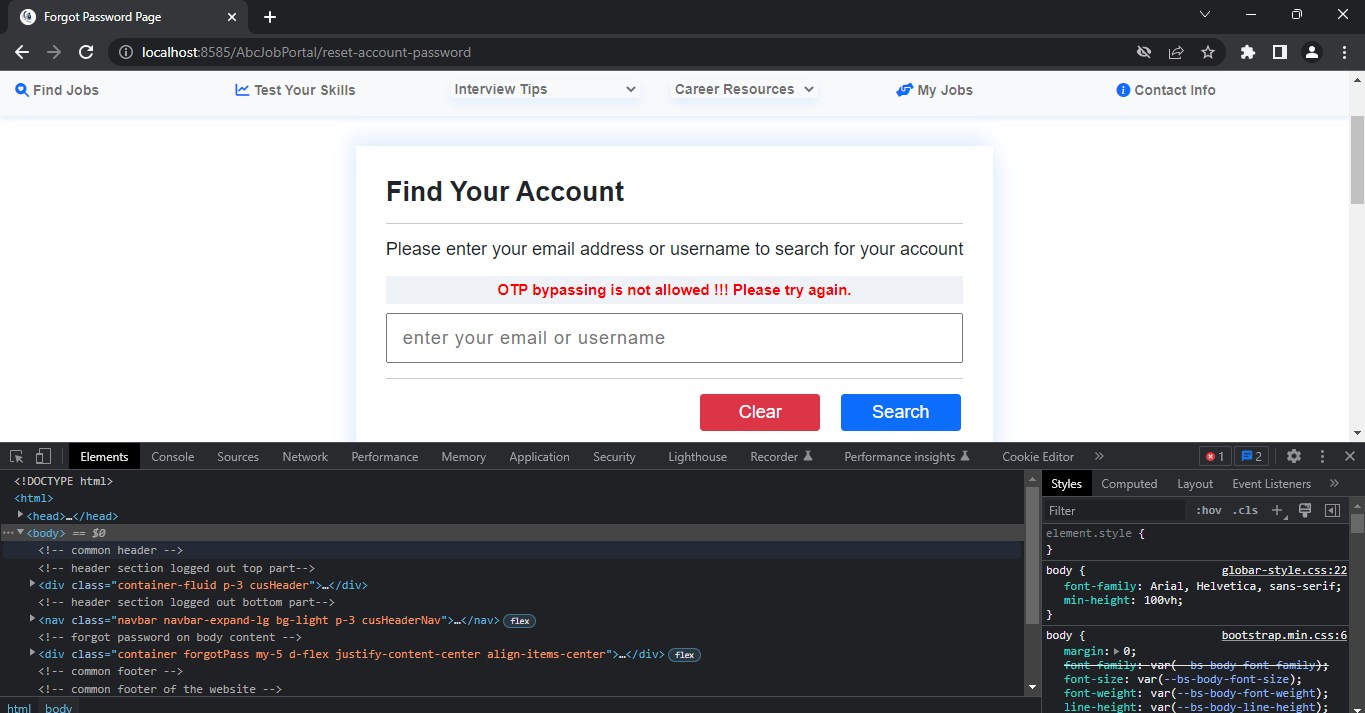 Forgot Password Page
localhost:8585/AbcJobPortal/reset-account-password
Find Jobs Test Your Skills Interview Tips Career Resources My Jobs Contact Info
Find Your Account
Please enter your email address or username to search for your account
OTP bypassing is not allowed !!! Please try again.
enter your email or username
Clear Search
Elements Console Sources Network Performance Memory Application Security Lighthouse Recorder Performance insights Cookie Editor » 1 2
<!DOCTYPE html>
<html>
<head>…</head>
<body> == $0
<!-- common header -->
<!-- header section logged out top part-->
<div class="container-fluid p-3 cusHeader">…</div>
<!-- header section logged out bottom part-->
<nav class="navbar navbar-expand-lg bg-light p-3 cusHeaderNav">…</nav> flex
<!-- forgot password on body content -->
<div class="container forgotPass my-5 d-flex justify-content-center align-items-center">…</div> flex
<!-- common footer -->
<!-- common footer of the website -->
html body
Styles Computed Layout Event Listeners »
Filter :hov .cls +
element.style {
}
body { globar-style.css:22
font-family: Arial, Helvetica, sans-serif;
min-height: 100vh;
}
body { bootstrap.min.css:6
margin: 0;
font-family: var(--bs-body-font-family);
font-size: var(--bs-body-font-size);
font-weight: var(--bs-body-font-weight);
line-height: var(--bs-body-line-height);